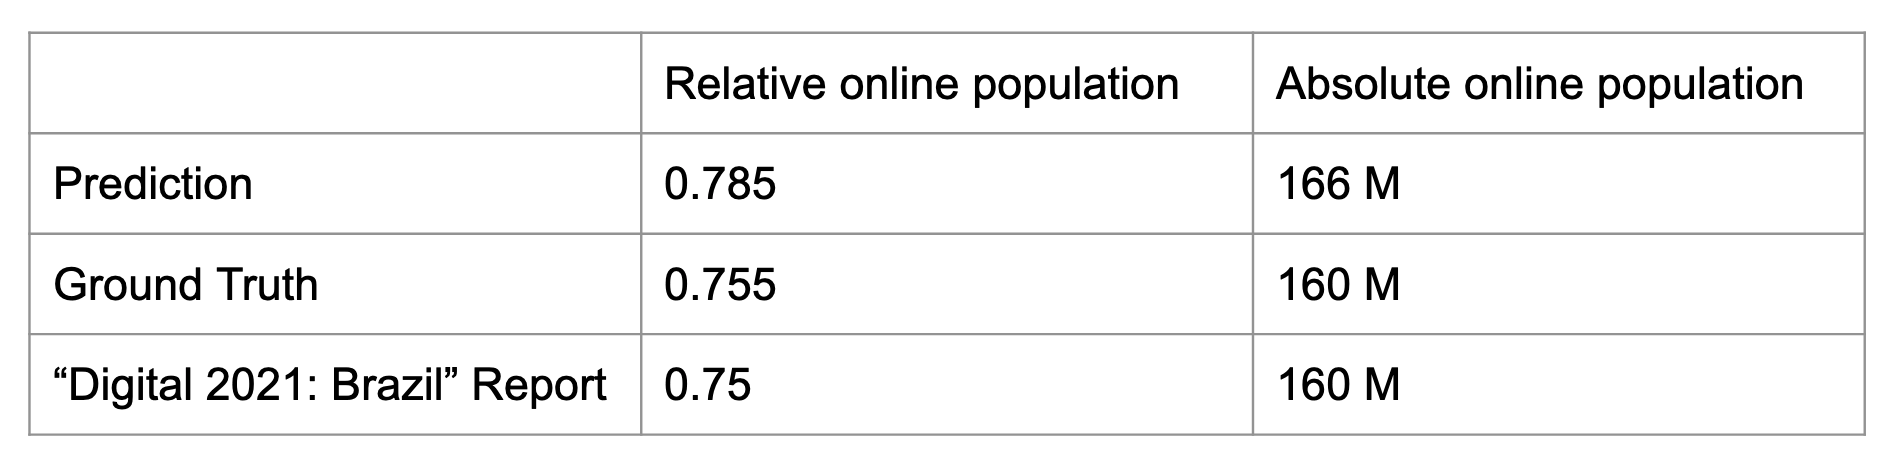 Relative online population Absolute online population
Prediction 0.785 166 M
Ground Truth 0.755 160 M
“Digital 2021: Brazil” Report 0.75 160 M